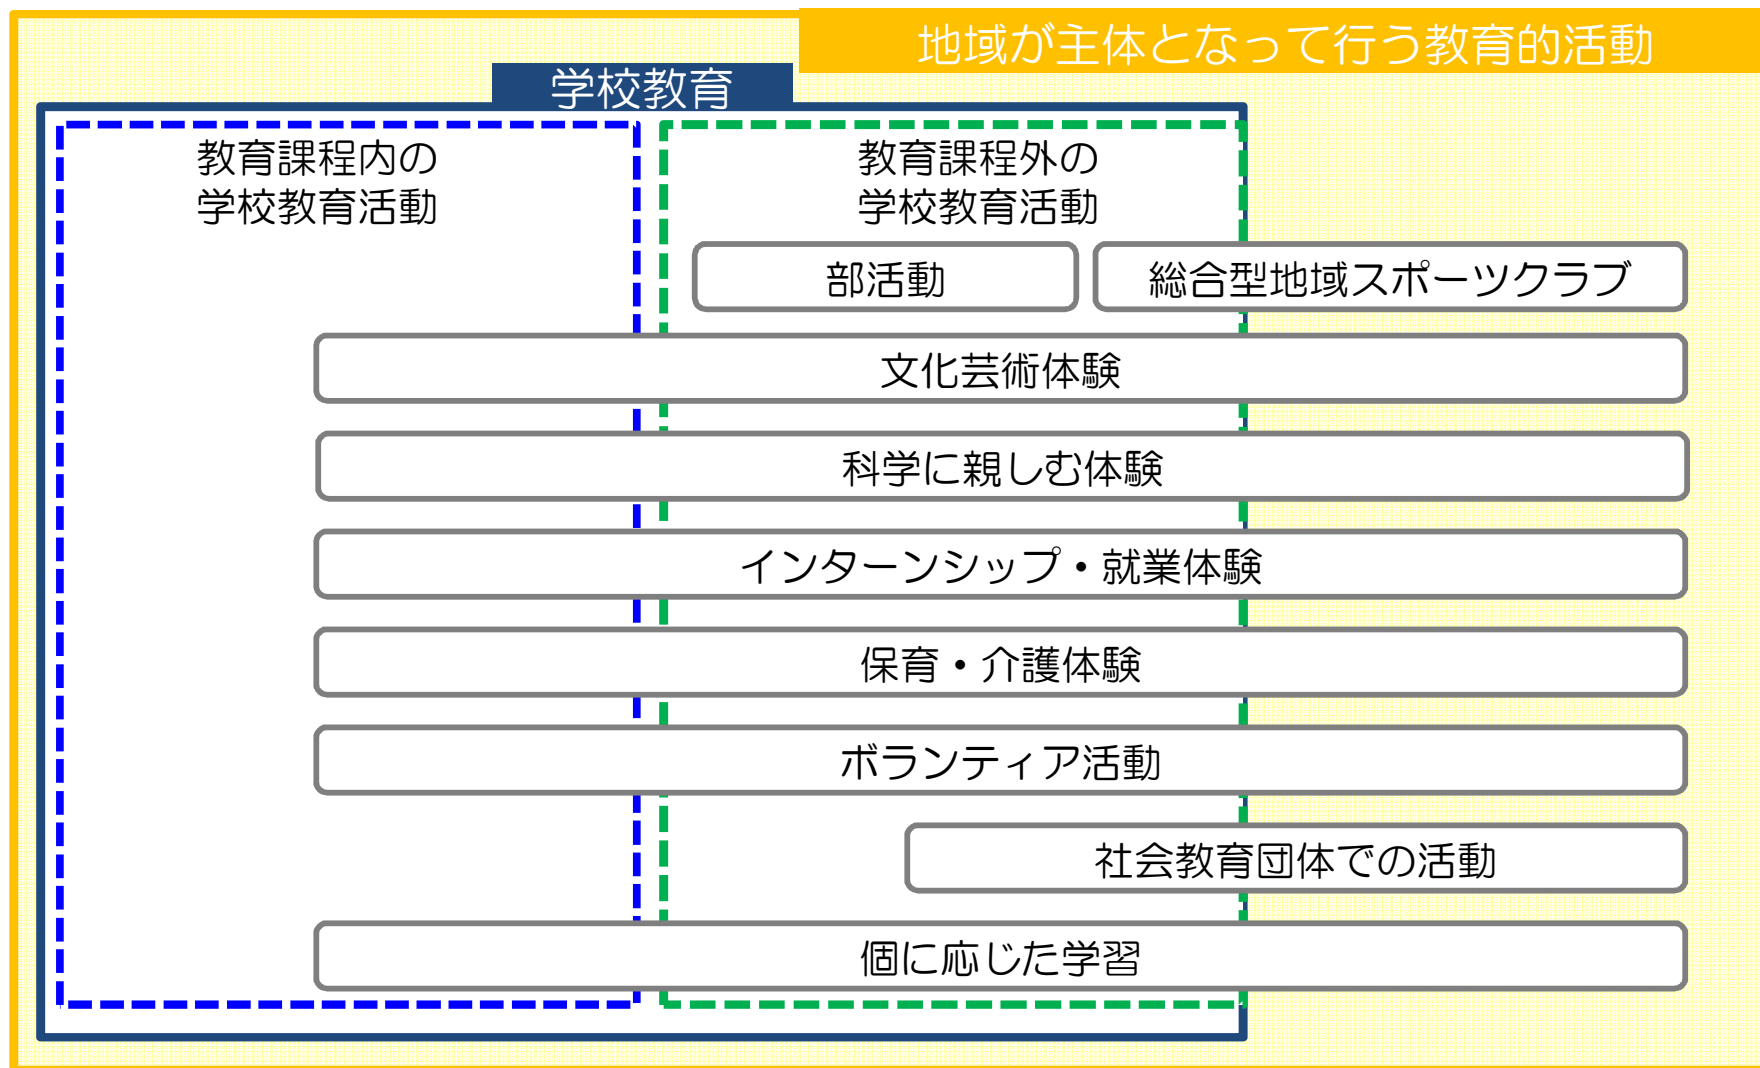 地域が主体となって行う教育的活動
学校教育
教育課程内の
学校教育活動
教育課程外の
学校教育活動
部活動
総合型地域スポーツクラブ
文化芸術体験
科学に親しむ体験
インターンシップ・就業体験
保育・介護体験
ボランティア活動
社会教育団体での活動
個に応じた学習